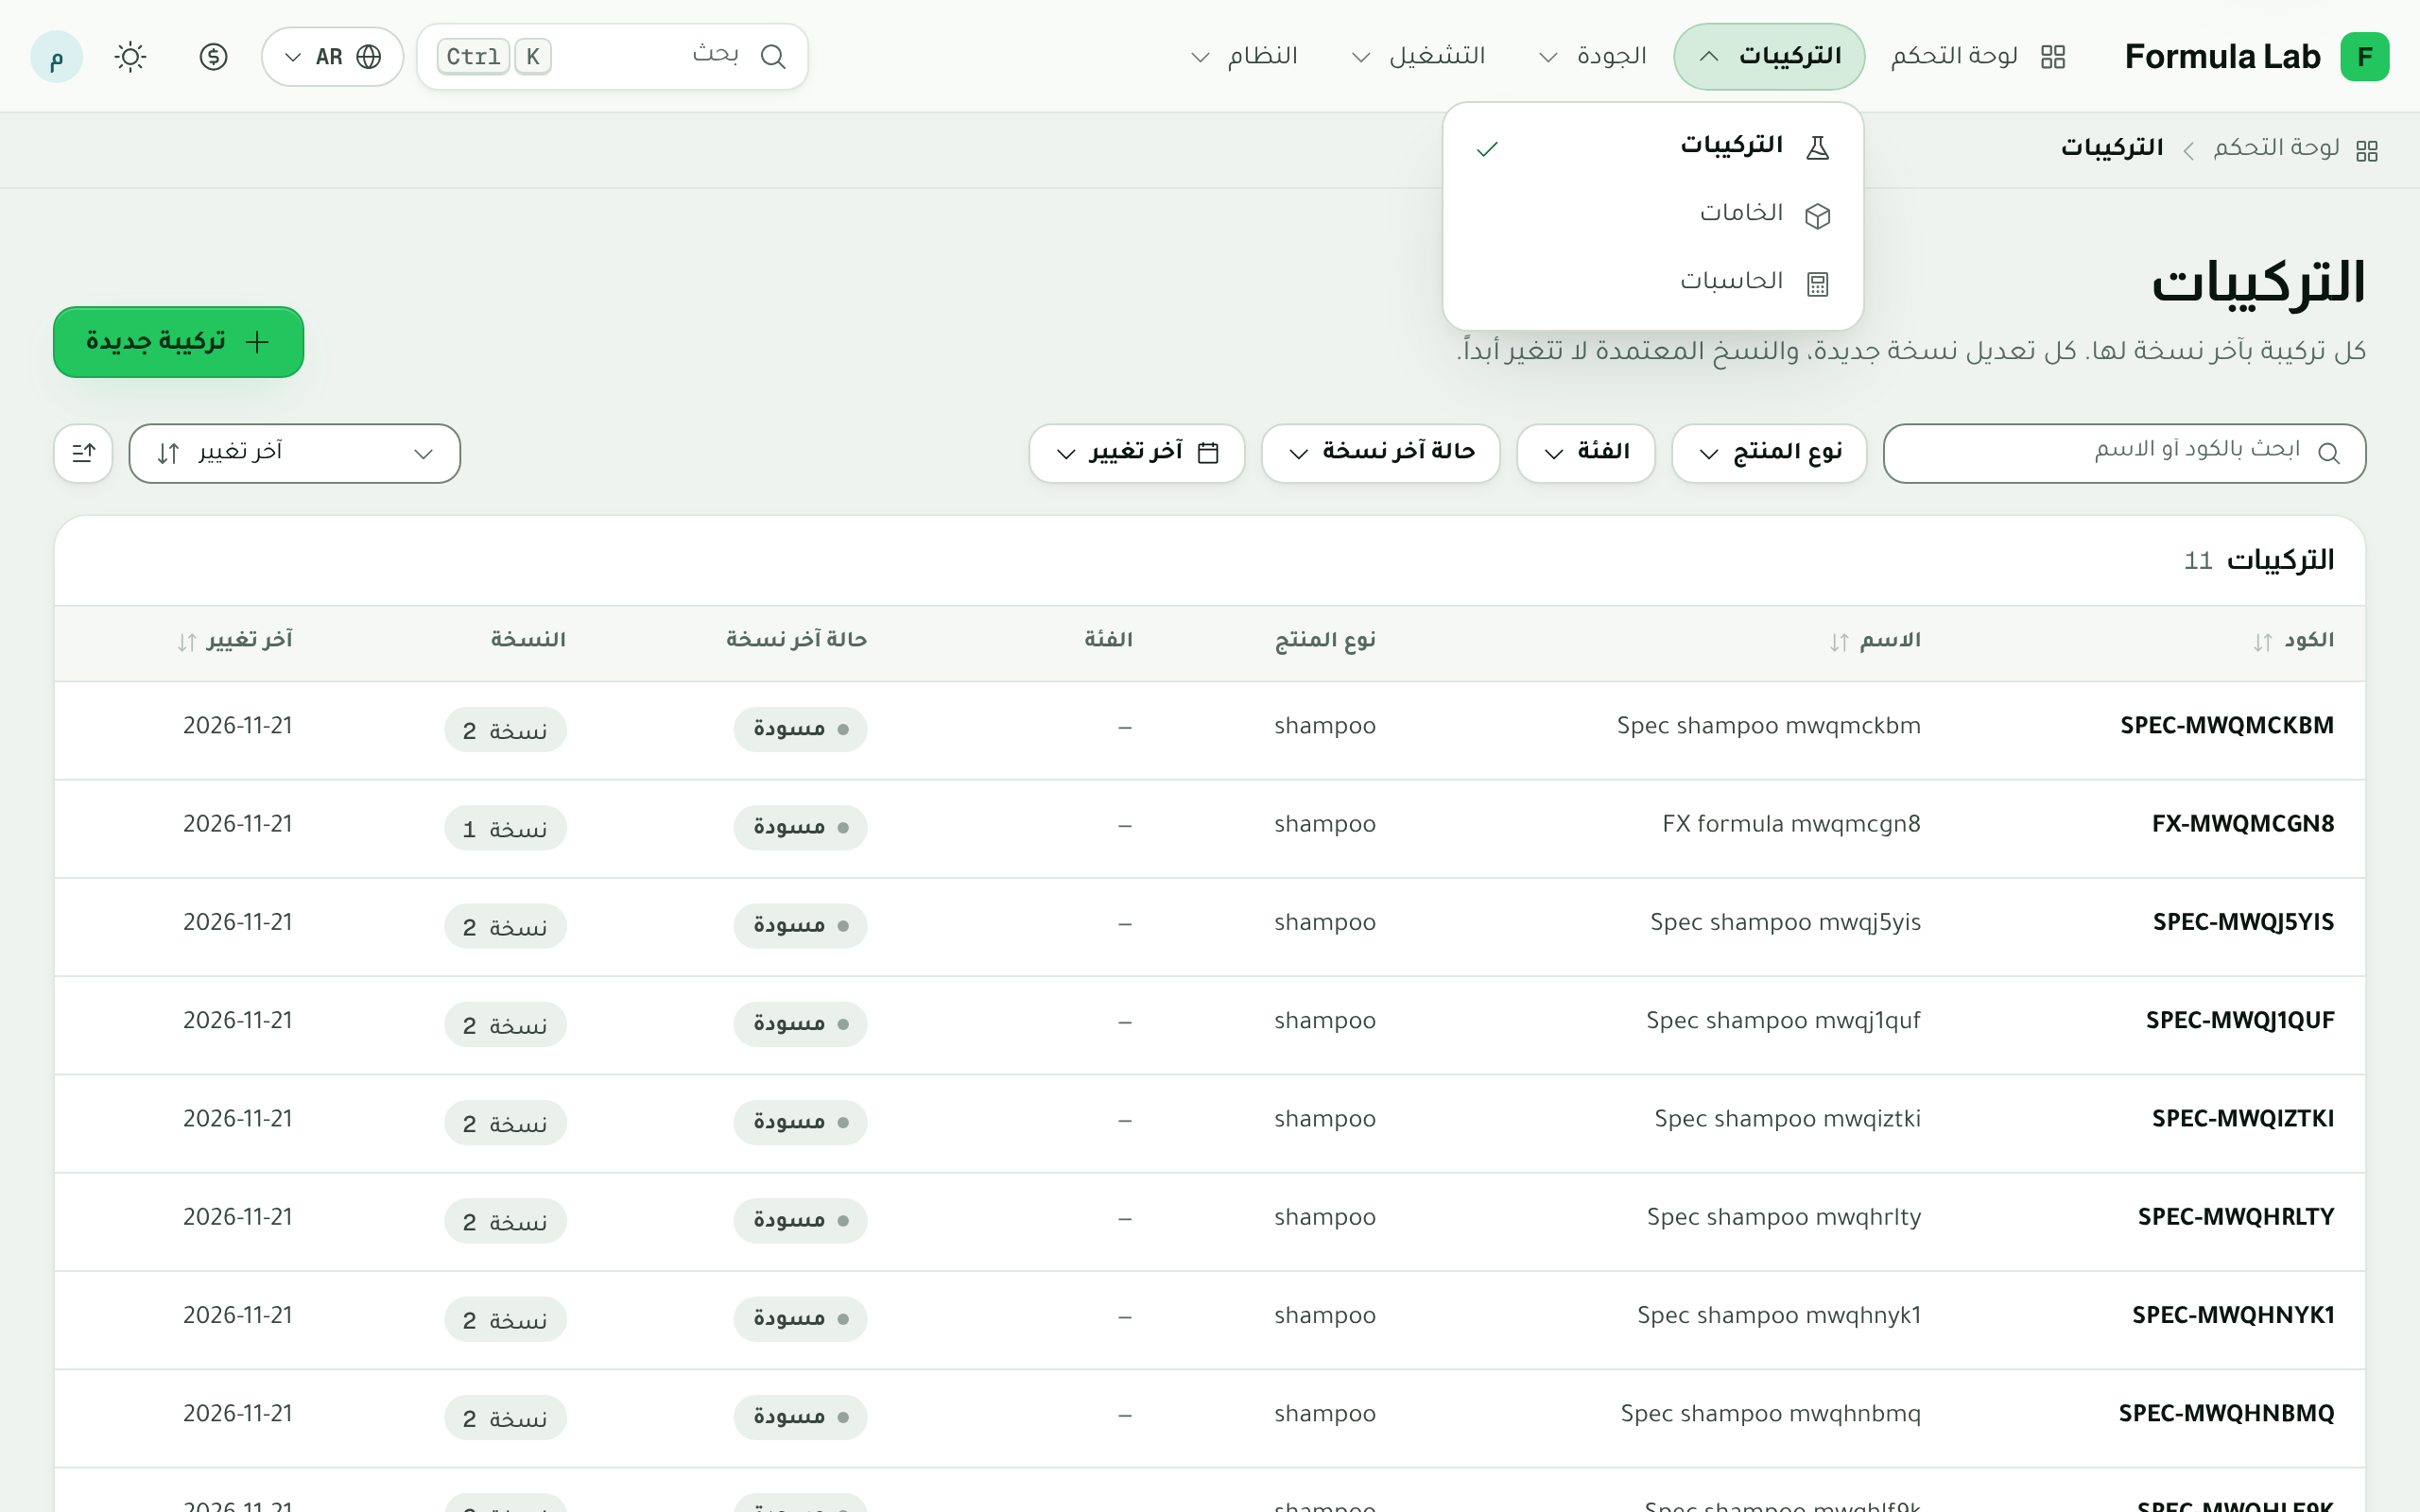 F Formula Lab لوحة التحكم التركيبات الجودة التشغيل النظام بحث Ctrl K AR م
التركيبات
الخامات
الحاسبات
لوحة التحكم التركيبات
التركيبات
كل تركيبة بآخر نسخة لها. كل تعديل نسخة جديدة، والنسخ المعتمدة لا تتغير أبداً.
تركيبة جديدة
ابحث بالكود أو الاسم نوع المنتج الفئة حالة آخر نسخة آخر تغيير آخر تغيير
التركيبات 11
الكود الاسم نوع المنتج الفئة حالة آخر نسخة النسخة آخر تغيير
SPEC-MWQMCKBM Spec shampoo mwqmckbm shampoo – مسودة نسخة 2 2026-11-21
FX-MWQMCGN8 FX formula mwqmcgn8 shampoo – مسودة نسخة 1 2026-11-21
SPEC-MWQJ5YIS Spec shampoo mwqj5yis shampoo – مسودة نسخة 2 2026-11-21
SPEC-MWQJ1QUF Spec shampoo mwqj1quf shampoo – مسودة نسخة 2 2026-11-21
SPEC-MWQIZTKI Spec shampoo mwqiztki shampoo – مسودة نسخة 2 2026-11-21
SPEC-MWQHRLTY Spec shampoo mwqhrlty shampoo – مسودة نسخة 2 2026-11-21
SPEC-MWQHNYK1 Spec shampoo mwqhnyk1 shampoo – مسودة نسخة 2 2026-11-21
SPEC-MWQHNBMQ Spec shampoo mwqhnbmq shampoo – مسودة نسخة 2 2026-11-21